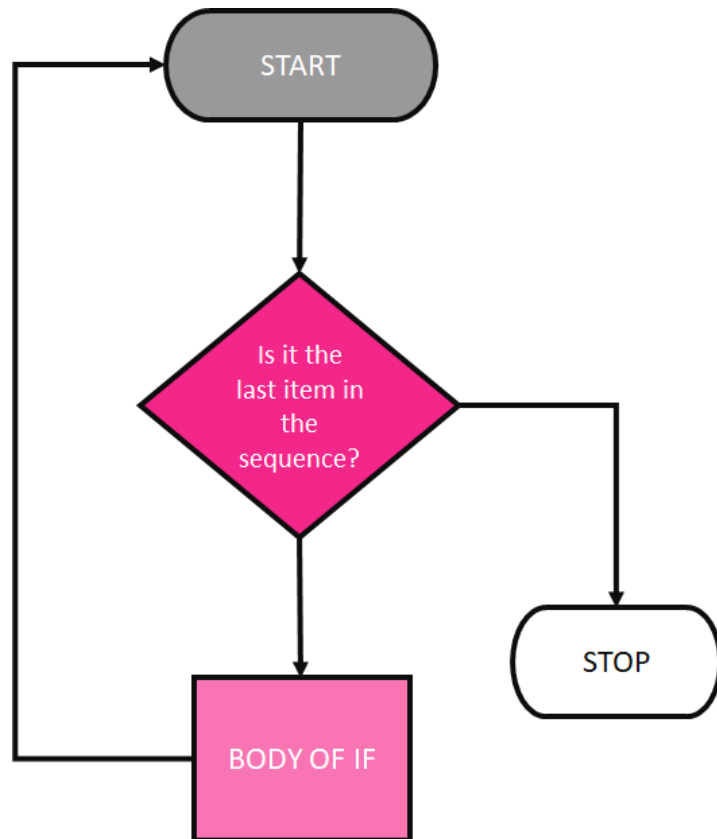 START
Is it the
last item in
the
sequence?
STOP
BODY OF IF